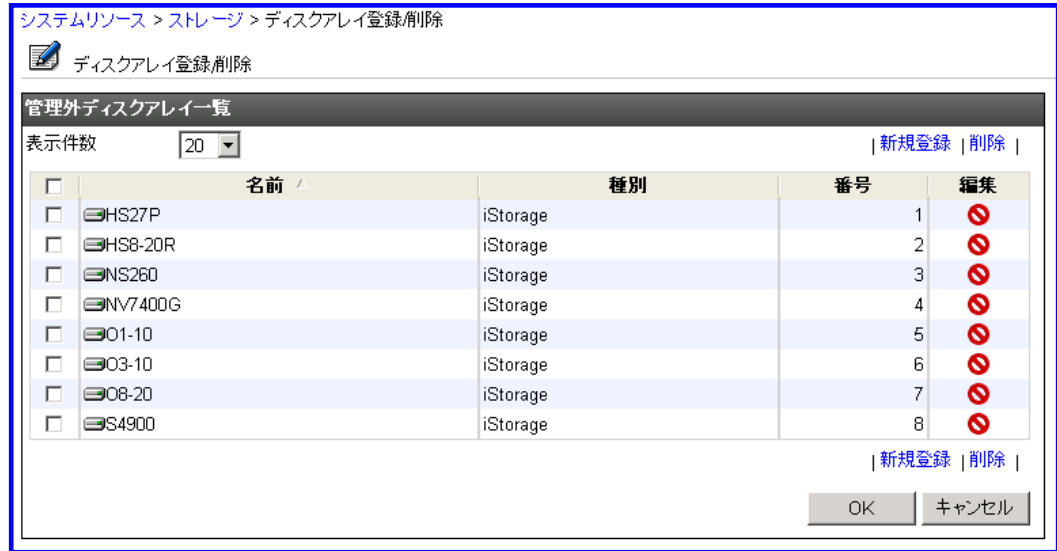 システムリソース > ストレージ > ディスクアレイ登録/削除
ディスクアレイ登録/削除
管理外ディスクアレイ一覧
表示件数 20 | 新規登録 | 削除 |
名前 種別 番号 編集
HS27P iStorage 1
HS8-20R iStorage 2
NS260 iStorage 3
NV7400G iStorage 4
O1-10 iStorage 5
O3-10 iStorage 6
O8-20 iStorage 7
S4900 iStorage 8
| 新規登録 | 削除 |
OK キャンセル